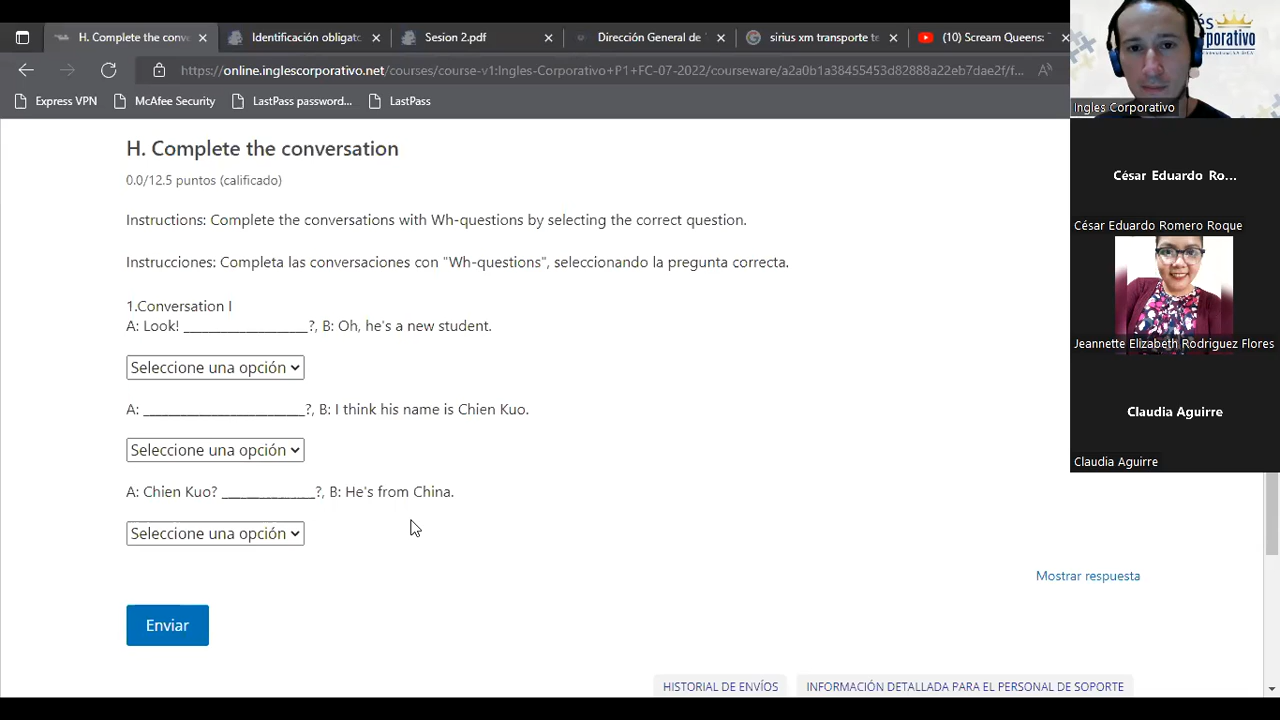 H. Complete the conve
Identificación obligato
Sesion 2.pdf
Dirección General de
sirius xm transporte te
(10) Scream Queens:
https://online.inglescorporativo.net/courses/course-v1:Ingles-Corporativo+P1+FC-07-2022/courseware/a2a0b1a38455453d82888a22eb7dae2f/f...
Express VPN
McAfee Security
LastPass password...
LastPass
H. Complete the conversation
0.0/12.5 puntos (calificado)
Instructions: Complete the conversations with Wh-questions by selecting the correct question.
Instrucciones: Completa las conversaciones con "Wh-questions", seleccionando la pregunta correcta.
1.Conversation I
A: Look! ____________________?, B: Oh, he's a new student.
Seleccione una opción
A: __________________________?, B: I think his name is Chien Kuo.
Seleccione una opción
A: Chien Kuo? _______________?, B: He's from China.
Seleccione una opción
Mostrar respuesta
Enviar
HISTORIAL DE ENVÍOS
INFORMACIÓN DETALLADA PARA EL PERSONAL DE SOPORTE
és
orporativo
Ingles Corporativo
César Eduardo Ro...
César Eduardo Romero Roque
Jeannette Elizabeth Rodriguez Flores
Claudia Aguirre
Claudia Aguirre